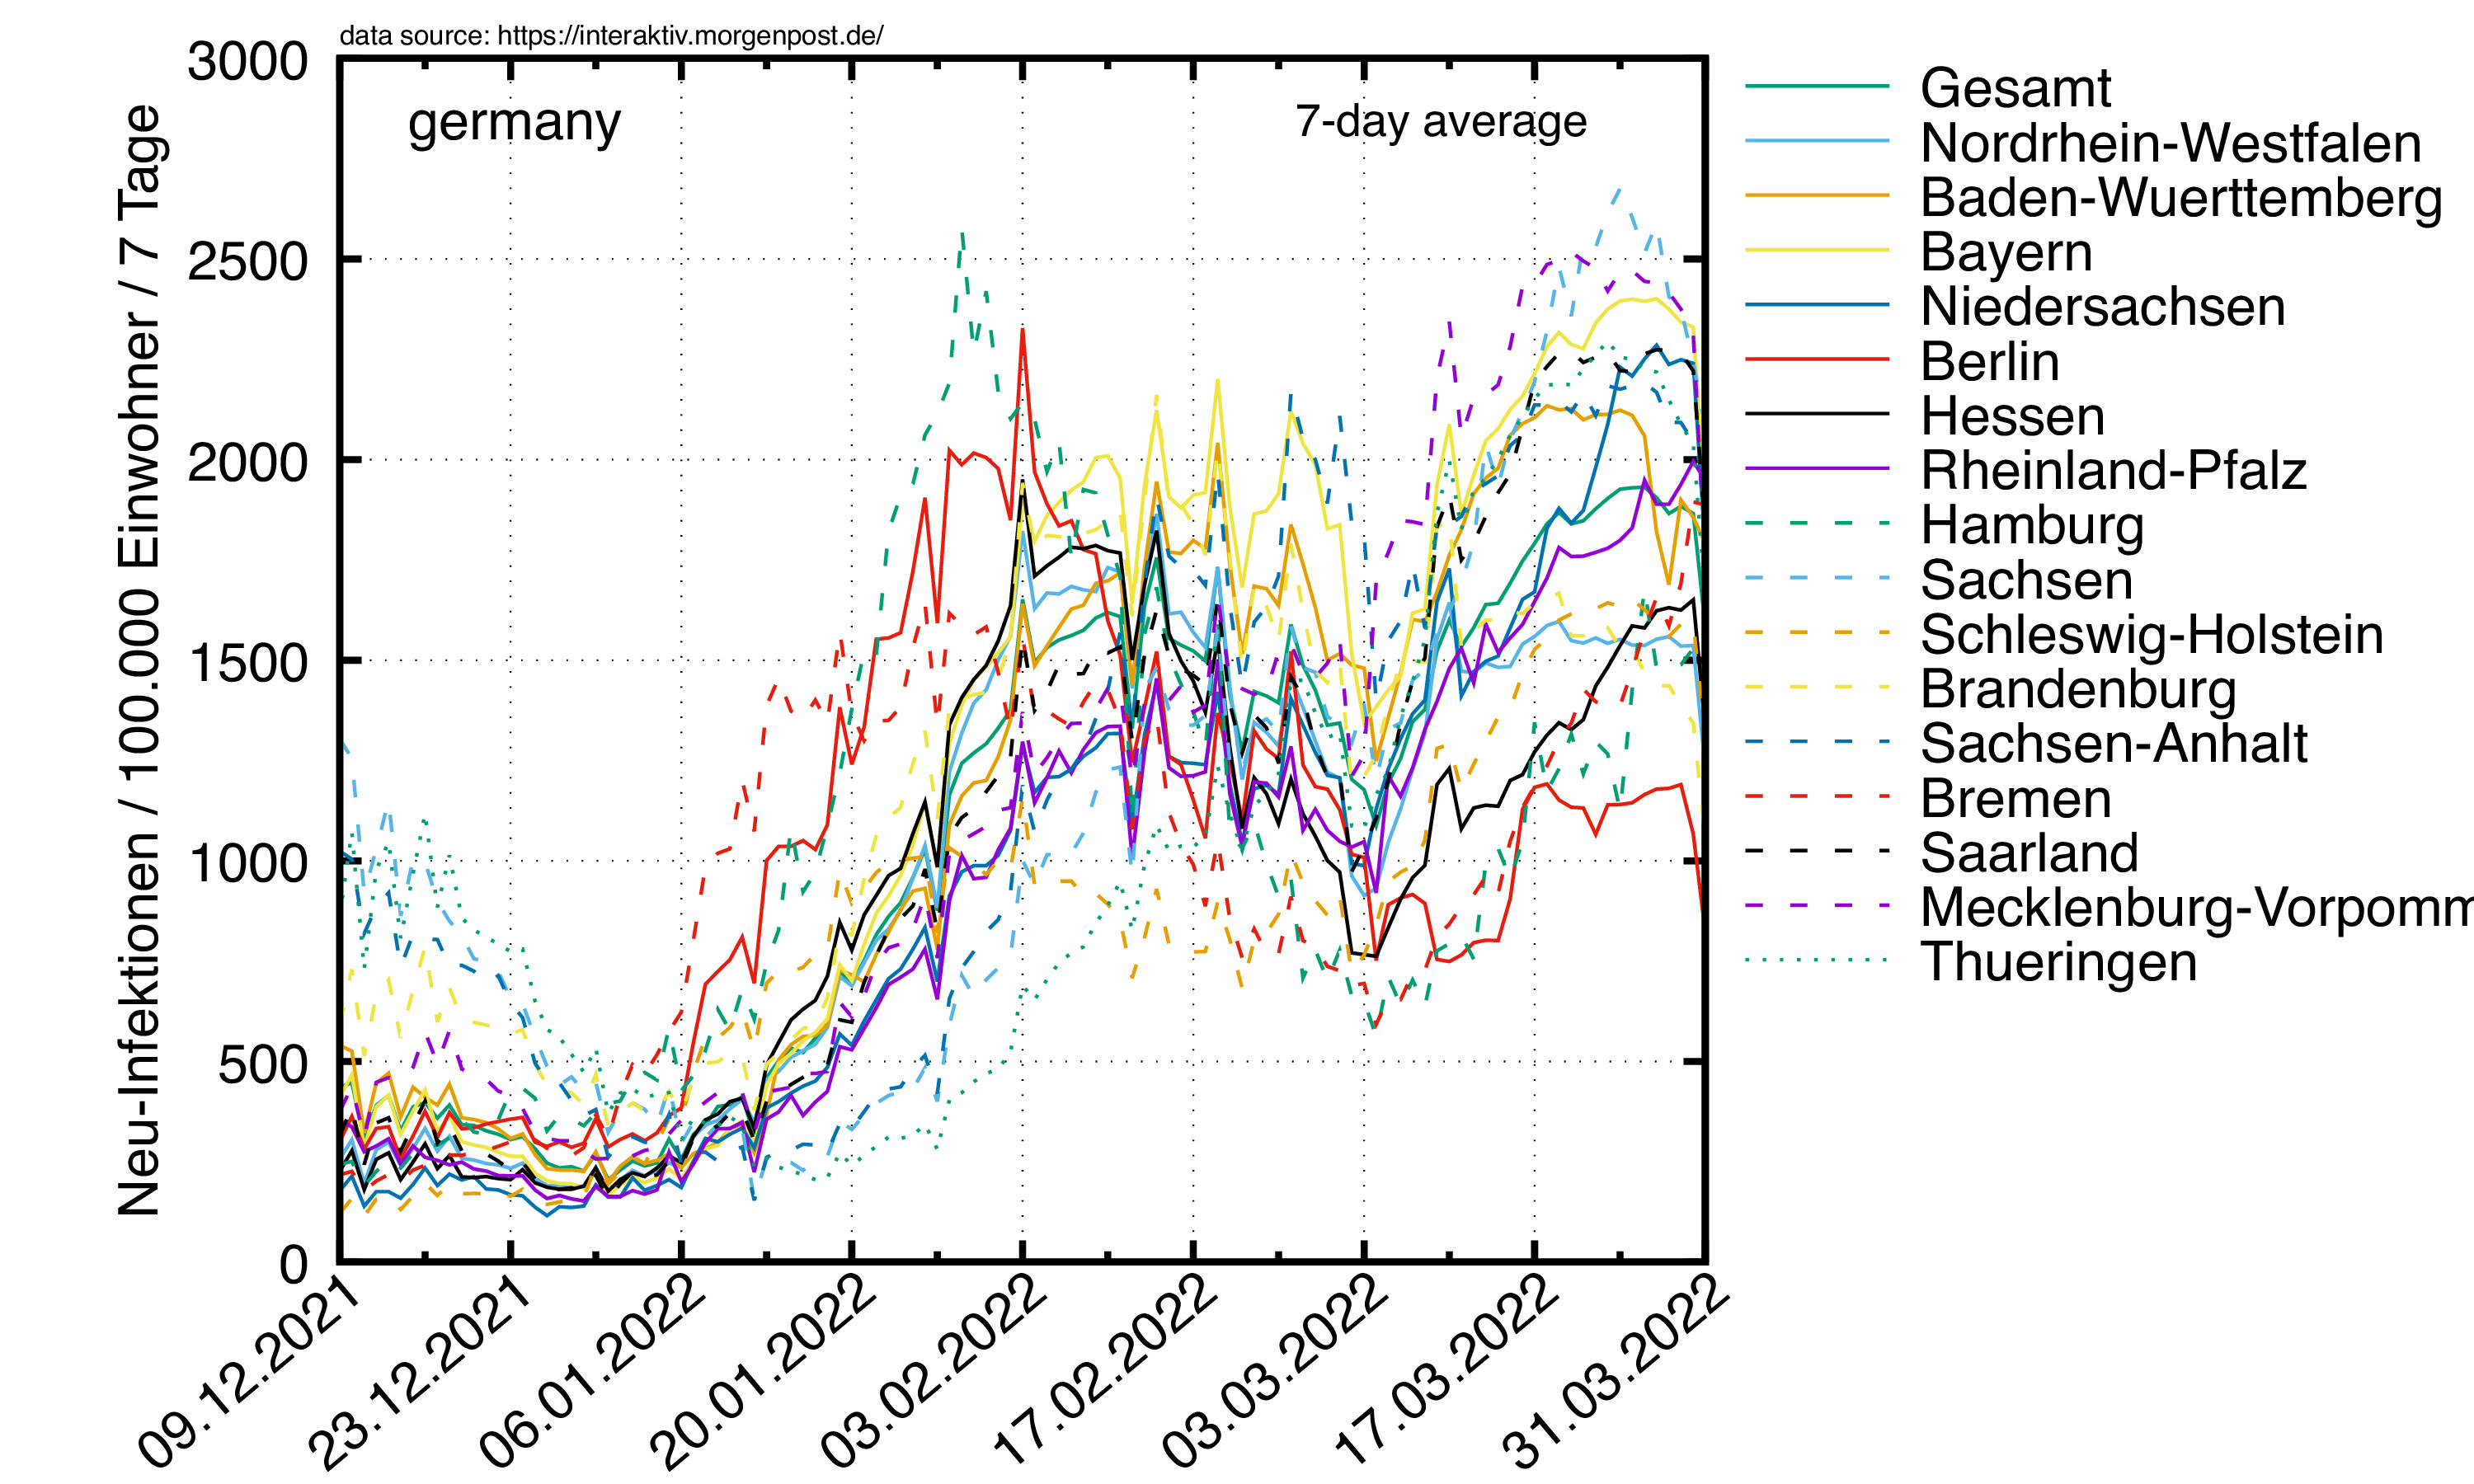 data source: https://interaktiv.morgenpost.de/
germany
7-day average
Neu-Infektionen / 100.000 Einwohner / 7 Tage
3000
2500
2000
1500
1000
500
0
09.12.2021
23.12.2021
06.01.2022
20.01.2022
03.02.2022
17.02.2022
03.03.2022
17.03.2022
31.03.2022
Gesamt
Nordrhein-Westfalen
Baden-Wuerttemberg
Bayern
Niedersachsen
Berlin
Hessen
Rheinland-Pfalz
Hamburg
Sachsen
Schleswig-Holstein
Brandenburg
Sachsen-Anhalt
Bremen
Saarland
Mecklenburg-Vorpomm
Thueringen